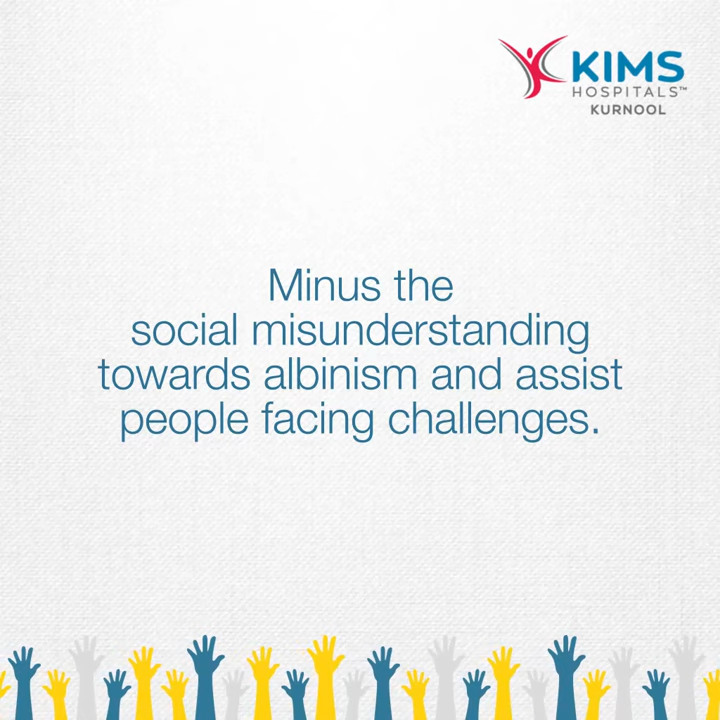 KIMS
HOSPITALS™
KURNOOL
Minus the
social misunderstanding
towards albinism and assist
people facing challenges.